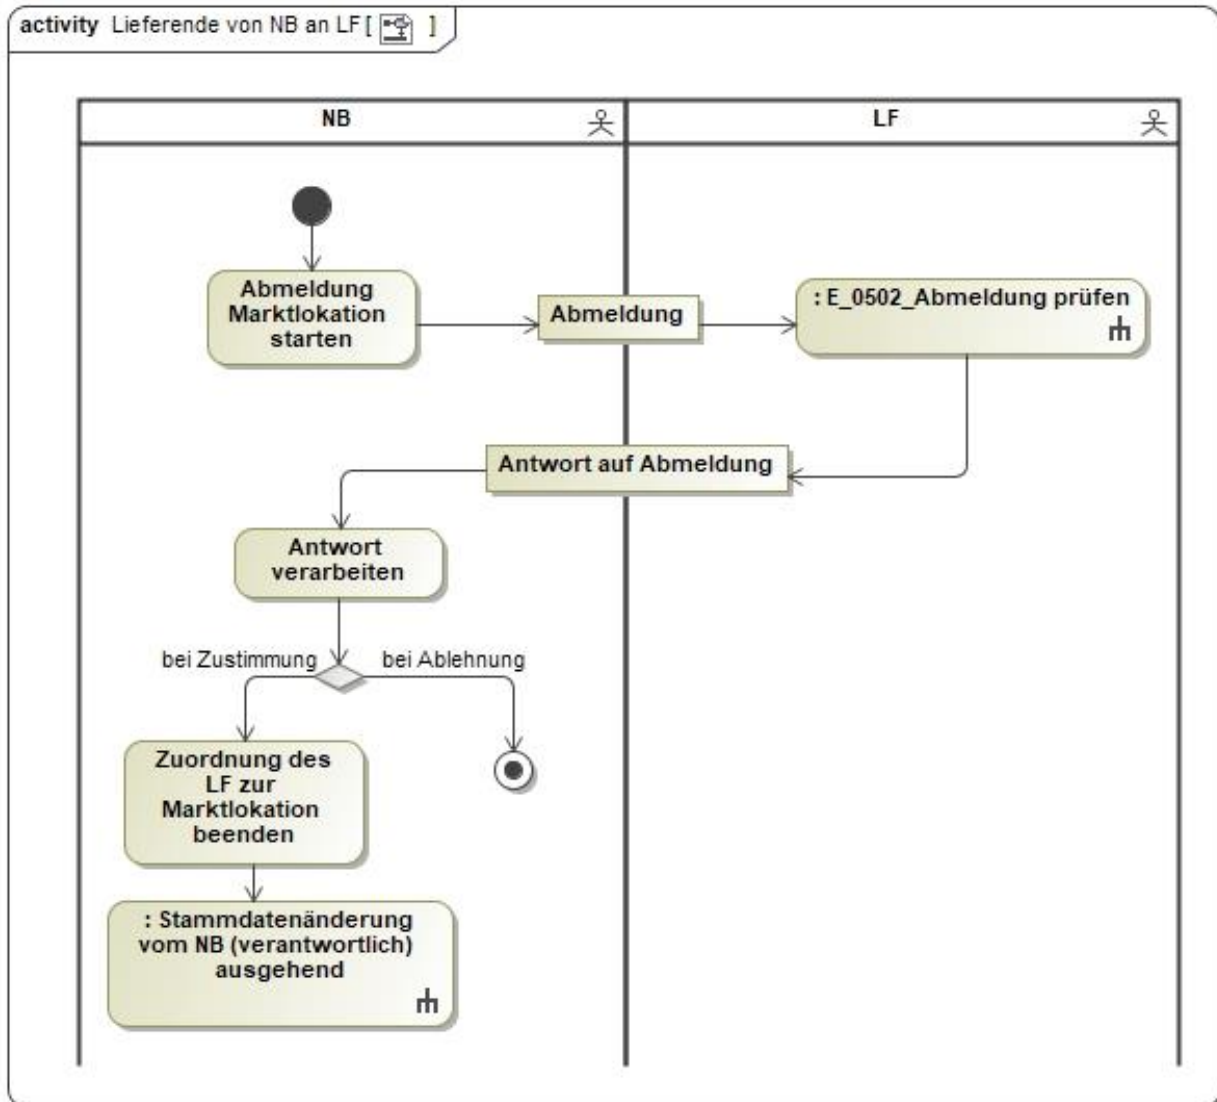 activity Lieferende von NB an LF [ ]
NB
LF
Abmeldung
Marktlokation
starten
Abmeldung
: E_0502_Abmeldung prüfen
Antwort auf Abmeldung
Antwort
verarbeiten
bei Zustimmung
bei Ablehnung
Zuordnung des
LF zur
Marktlokation
beenden
: Stammdatenänderung
vom NB (verantwortlich)
ausgehend